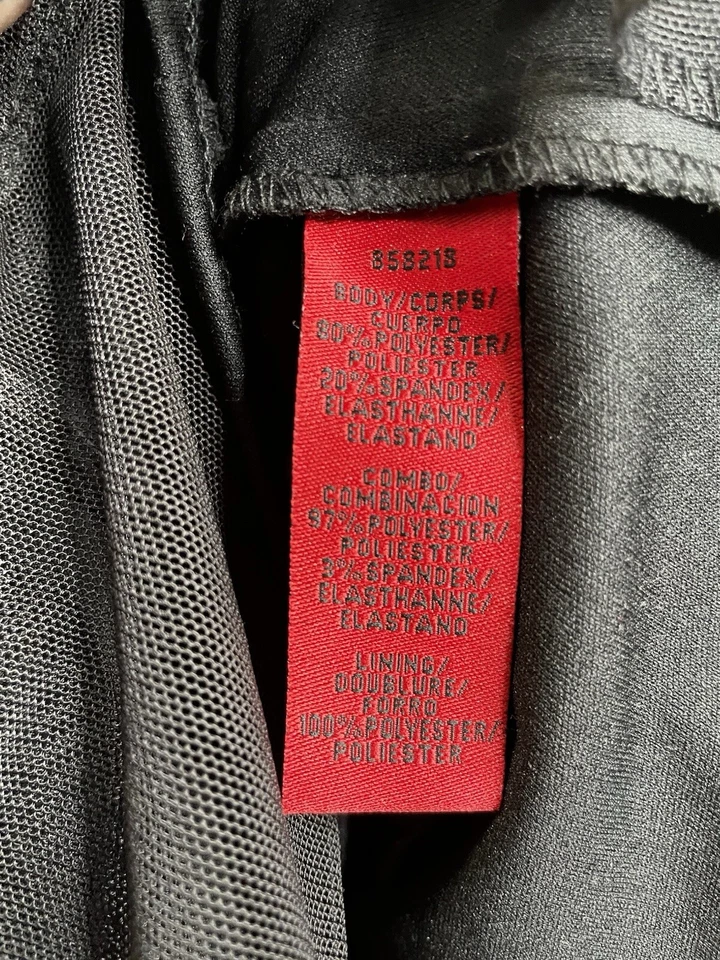 858218
BODY/CORPS/
CUERPO
80% POLYESTER/
POLIESTER
20% SPANDEX/
ELASTHANNE/
ELASTANO
COMBO/
COMBINACION
97% POLYESTER/
POLIESTER
3% SPANDEX/
ELASTHANNE/
ELASTANO
LINING/
DOUBLURE/
FORRO
100% POLYESTER/
POLIESTER